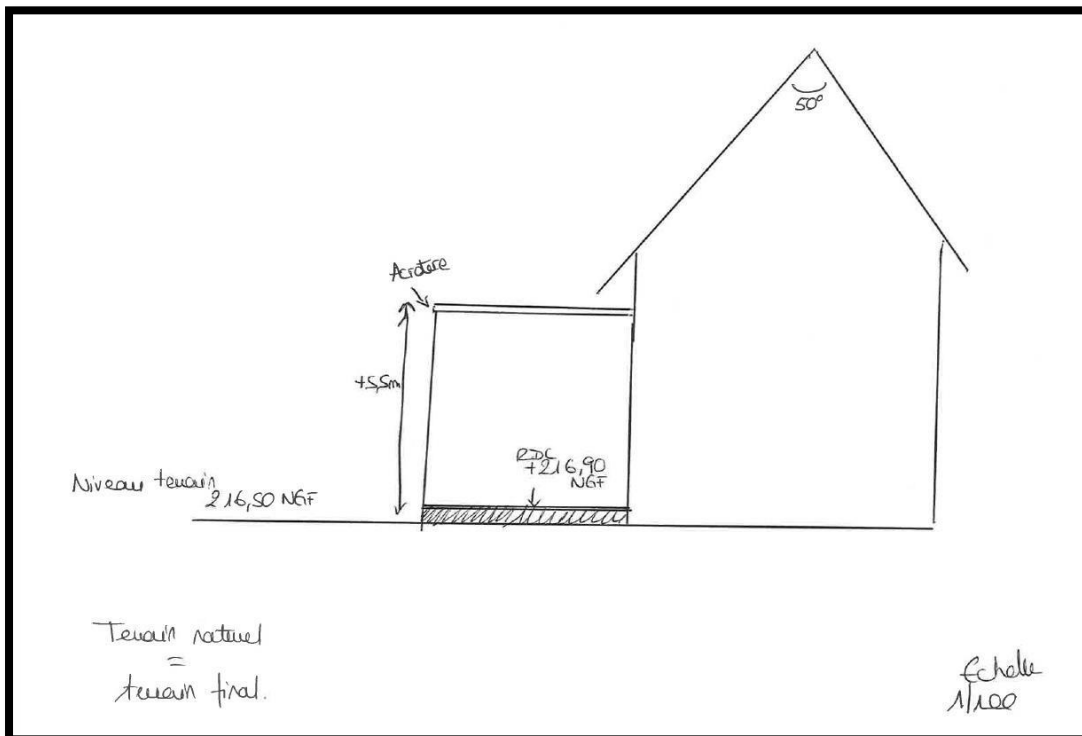 50°
Acrotère
+5,5m
RDC
+216,90
NGF
Niveau terrain
216,50 NGF
Terrain naturel
=
terrain final.
Echelle
1/100